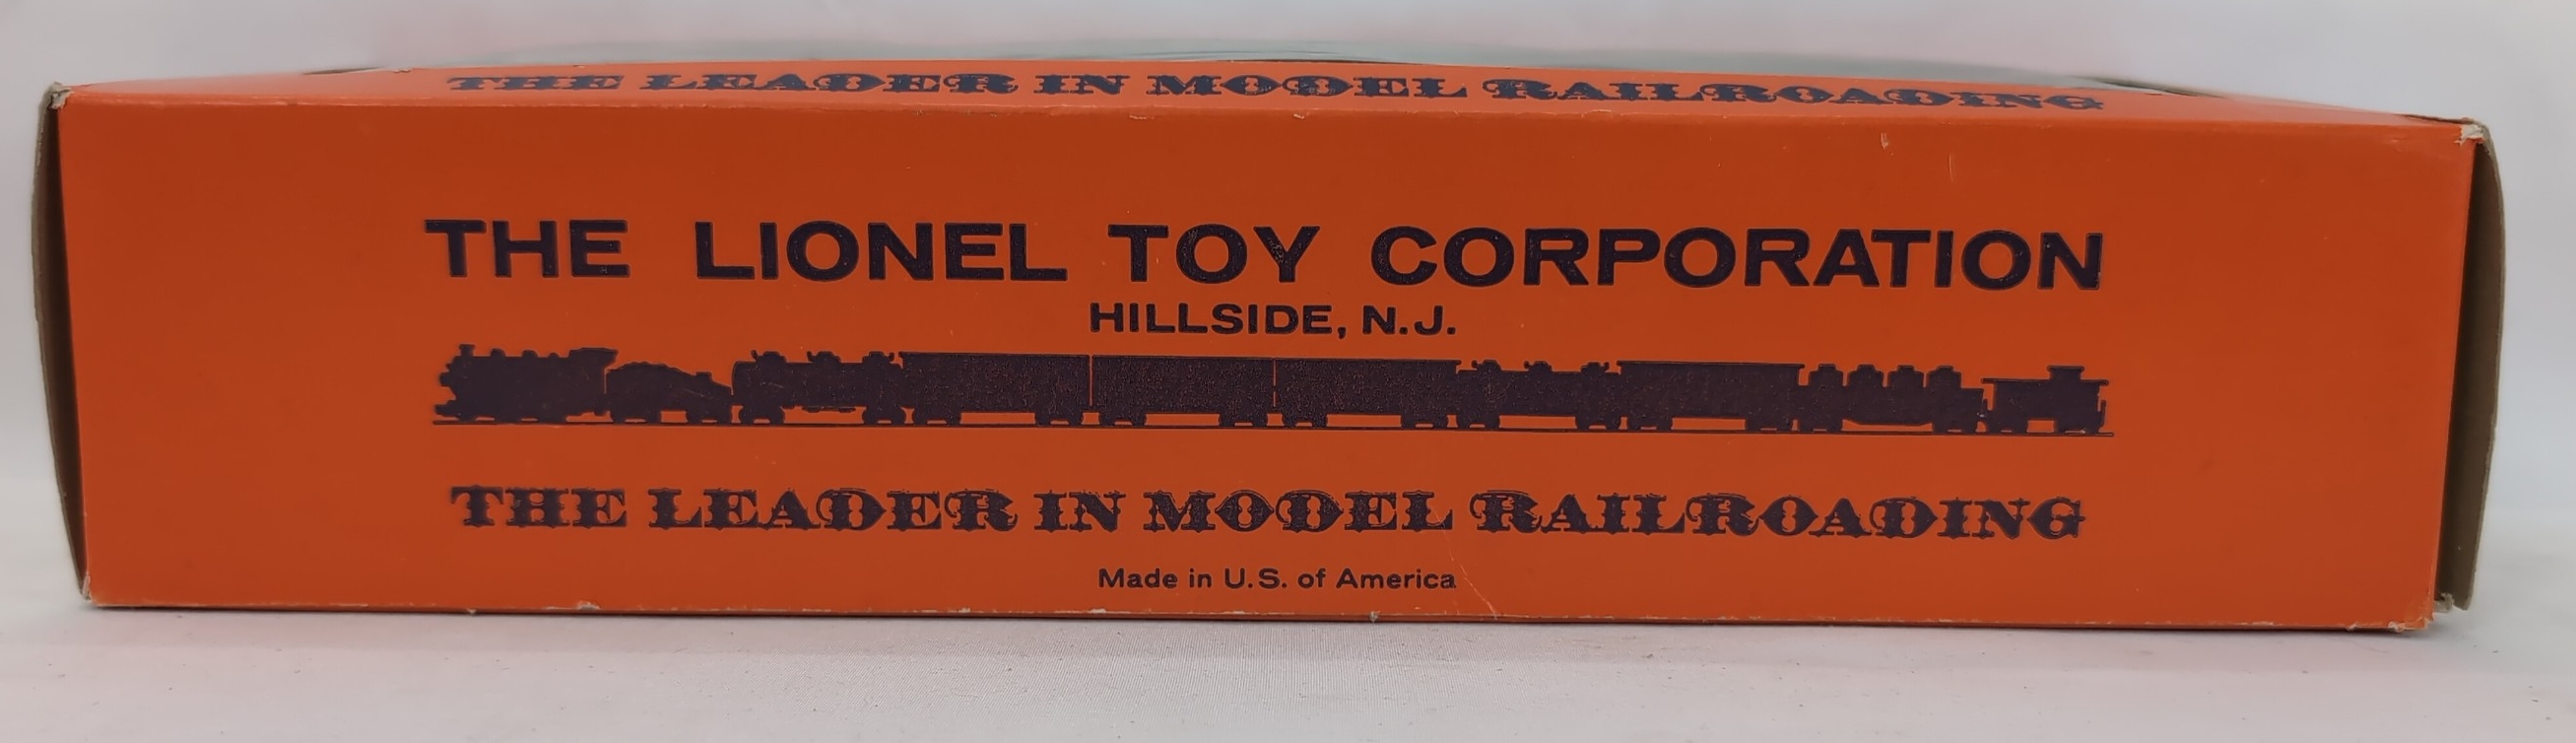 THE LEADER IN MODEL RAILROADING
THE LIONEL TOY CORPORATION
HILLSIDE, N.J.
THE LEADER IN MODEL RAILROADING
Made in U.S. of America